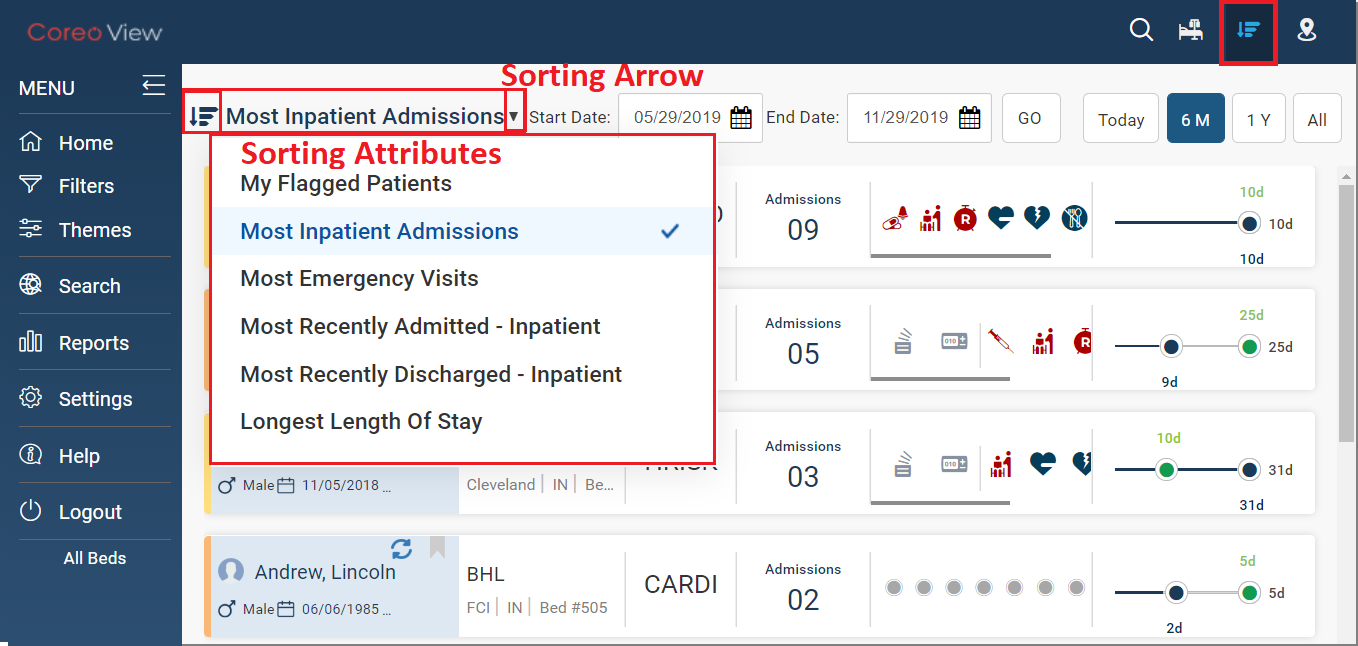 Coreo View
MENU
Home
Filters
Themes
Search
Reports
Settings
Help
Logout
All Beds
Sorting Arrow
Most Inpatient Admissions ▾ Start Date: 05/29/2019 End Date: 11/29/2019 GO Today 6 M 1 Y All
Sorting Attributes
My Flagged Patients
Most Inpatient Admissions
Most Emergency Visits
Most Recently Admitted - Inpatient
Most Recently Discharged - Inpatient
Longest Length Of Stay
)
Admissions
09
R
10d
10d
10d
Admissions
05
010
R
25d
25d
9d
Male 11/05/2018 ...
Cleveland | IN | Be...
Admissions
03
010
10d
31d
31d
Andrew, Lincoln
Male 06/06/1985 ...
BHL
FCI | IN | Bed #505
CARDI
Admissions
02
5d
5d
2d